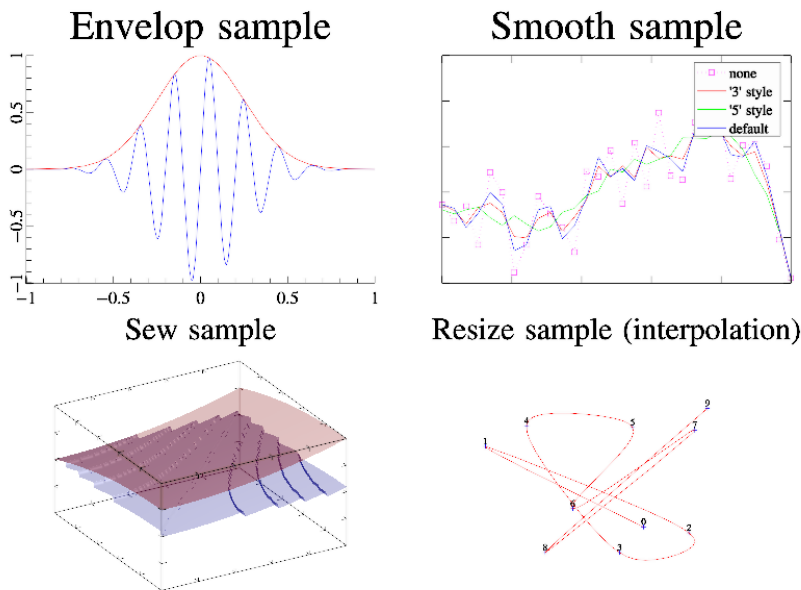 Envelop sample
Smooth sample
1
0.5
0
−0.5
−1
−1 −0.5 0 0.5 1
none
'3' style
'5' style
default
Sew sample
Resize sample (interpolation)
9
4 5 7
1
6 0 2
8 3